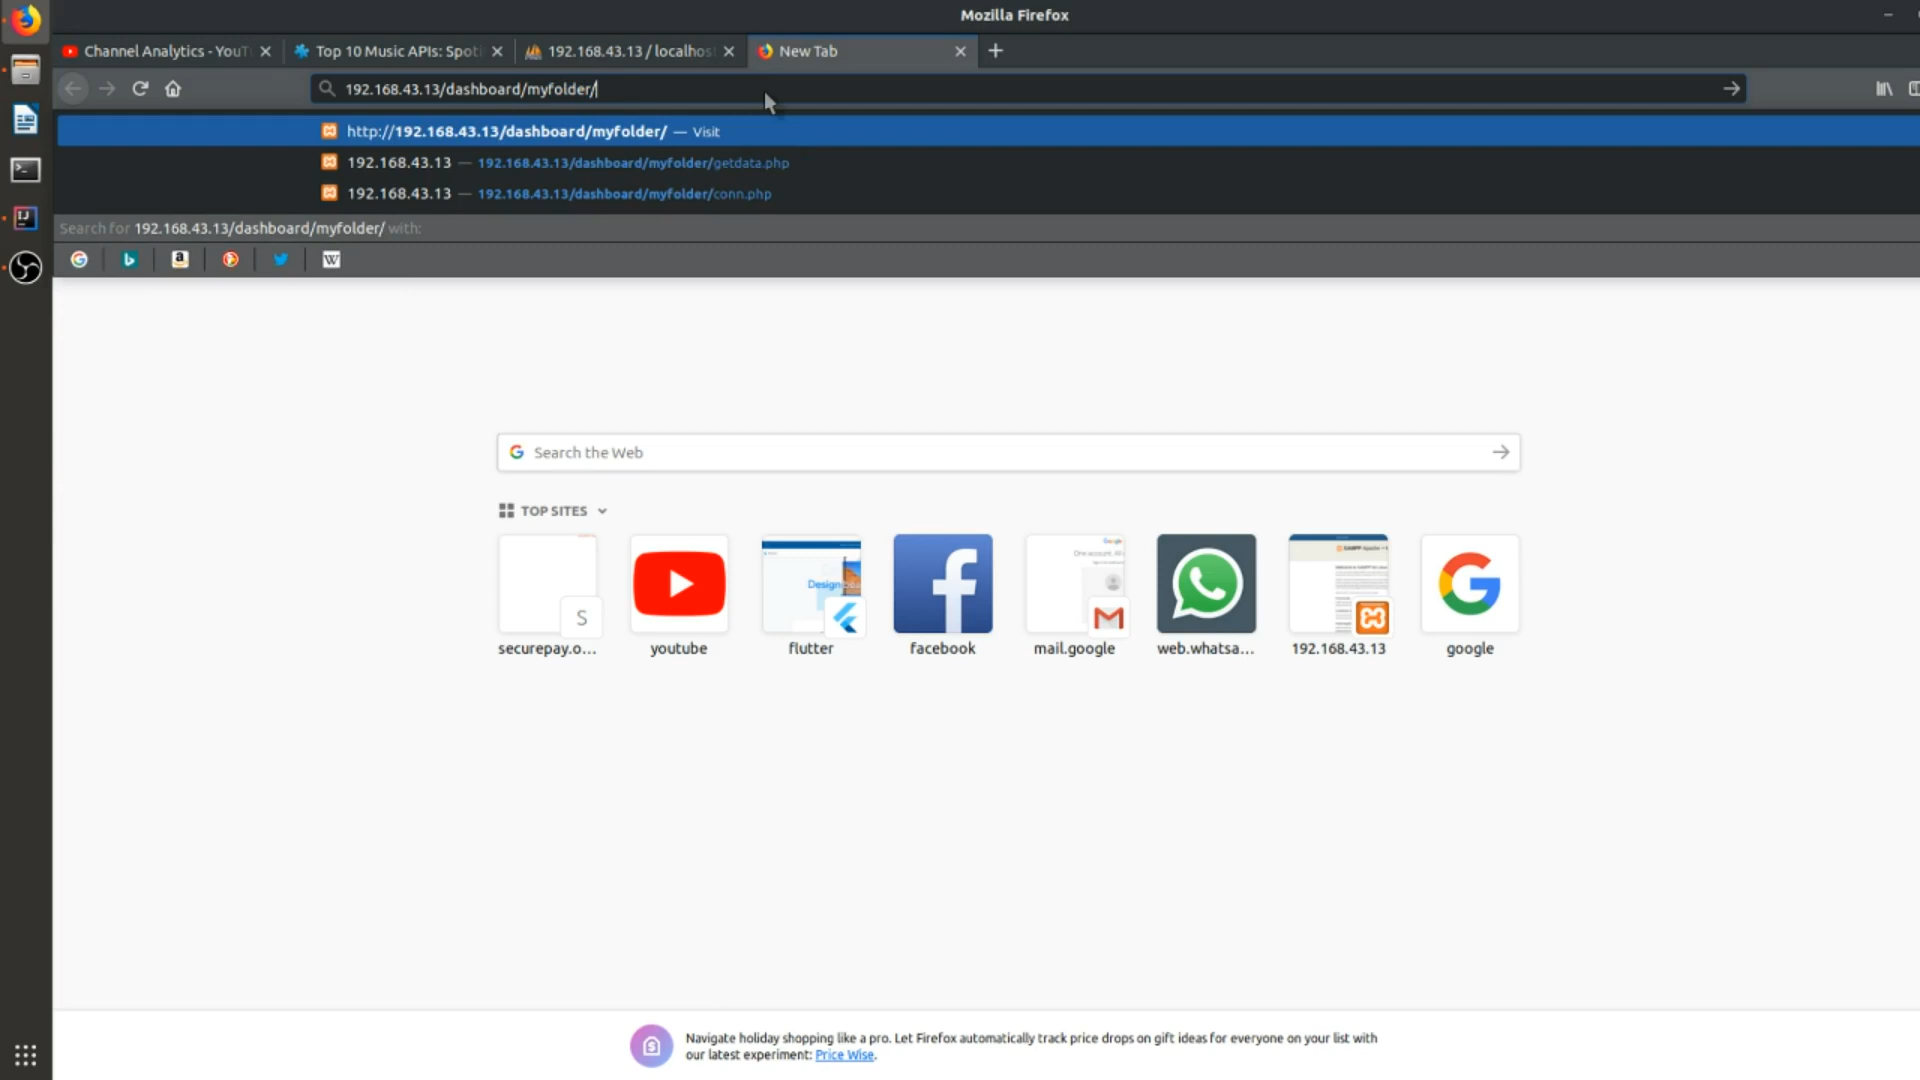 Mozilla Firefox
Channel Analytics - YouT
Top 10 Music APIs: Spoti
192.168.43.13 / localhost
New Tab
192.168.43.13/dashboard/myfolder/
http://192.168.43.13/dashboard/myfolder/ — Visit
192.168.43.13 — 192.168.43.13/dashboard/myfolder/getdata.php
192.168.43.13 — 192.168.43.13/dashboard/myfolder/conn.php
Search for 192.168.43.13/dashboard/myfolder/ with:
Search the Web
TOP SITES
Design
S
securepay.o...
youtube
flutter
facebook
mail.google
web.whatsa...
192.168.43.13
google
Navigate holiday shopping like a pro. Let Firefox automatically track price drops on gift ideas for everyone on your list with
our latest experiment: Price Wise.